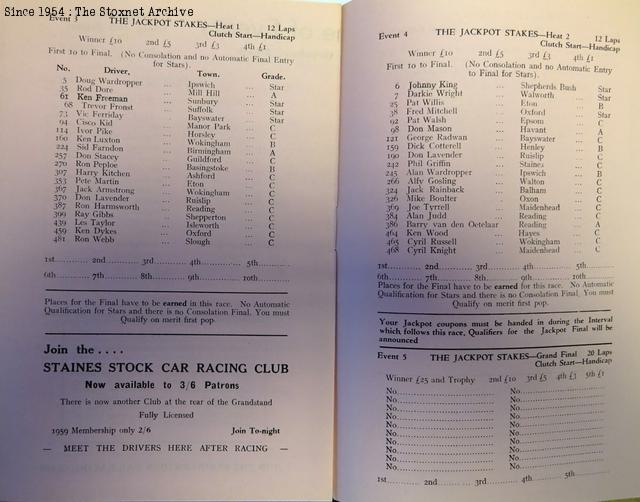 Since 1954 : The Stoxnet Archive
Event 3 THE JACKPOT STAKES—Heat 1 12 Laps
Clutch Start—Handicap
Winner £10 2nd £5 3rd £3 4th £1
First 10 to Final. (No Consolation and no Automatic Final Entry
for Stars).
No. Driver, Town. Grade.
5 Doug Wardropper ... Ipswich ... Star
35 Rod Dore ... Mill Hill ... A
61 Ken Freeman ... Sunbury ... Star
68 Trevor Fronst ... Suffolk ... Star
73 Vic Ferriday ... Bayswater ... Star
94 Cisco Kid ... Manor Park ... C
114 Ivor Pike ... Horsley ... C
160 Ken Luxton ... Wokingham ... B
224 Sid Farndon ... Birmingham ... A
257 Don Stacey ... Guildford ... C
270 Ron Peploe ... Basingstoke ... B
307 Harry Kitchen ... Ashford ... C
353 Pete Martin ... Eton ... C
367 Jack Armstrong ... Wokingham ... C
370 Don Lavender ... Ruislip ... C
387 Ron Harmsworth ... Reading ... C
399 Ray Gibbs ... Shepperton ... C
439 Les Taylor ... Isleworth ... C
459 Ken Dykes ... Oxford ... C
481 Ron Webb ... Slough ... C
1st............ 2nd............ 3rd............ 4th............ 5th............
6th............ 7th............ 8th............ 9th............ 10th............
Places for the Final have to be earned in this race. No Automatic
Qualification for Stars and there is no Consolation Final. You must
Qualify on merit first pop.
Join the . . . .
STAINES STOCK CAR RACING CLUB
Now available to 3/6 Patrons
There is now another Club at the rear of the Grandstand
Fully Licensed
1959 Membership only 2/6 Join To-night
— MEET THE DRIVERS HERE AFTER RACING —
Event 4 THE JACKPOT STAKES—Heat 2 12 Laps
Clutch Start—Handicap
Winner £10 2nd £5 3rd £3 4th £1
First 10 to Final. (No Consolation and no Automatic Entry
to Final for Stars).
6 Johnny King ... Shepherds Bush ... Star
7 Darkie Wright ... Walworth ... Star
25 Pat Willis ... Eton ... B
38 Fred Mitchell ... Oxford ... Star
92 Pat Walsh ... Epsom ... C
98 Don Mason ... Havant ... A
121 George Radwan ... Bayswater ... C
159 Dick Cotterell ... Henley ... B
190 Don Lavender ... Ruislip ... C
242 Phil Griffin ... Staines ... C
245 Alan Wardropper ... Ipswich ... B
266 Alfy Gosling ... Walton ... C
324 Jack Rainback ... Balham ... C
326 Mike Boulter ... Oxon ... C
369 Joe Tyrrell ... Maidenhead ... C
384 Alan Judd ... Reading ... C
386 Barry van den Oetelaar ... Reading ... A
464 Ken Wood ... Hayes ... C
465 Cyril Russell ... Wokingham ... C
468 Cyril Knight ... Maidenhead ... C
1st............ 2nd............ 3rd............ 4th............ 5th............
6th............ 7th............ 8th............ 9th............ 10th............
Places for the Final have to be earned for this race. No Automatic
Qualification for Stars and there is no Consolation Final. You must
Qualify on merit first pop.
Your Jackpot coupons must be handed in during the Interval
which follows this race. Qualifiers for the Jackpot Final will be
announced
Event 5 THE JACKPOT STAKES—Grand Final 20 Laps
Clutch Start—Handicap
Winner £25 and Trophy 2nd £10 3rd £5 4th £3 5th £1
No............ No............
No............ No............
No............ No............
No............ No............
No............ No............
No............ No............
No............ No............
No............ No............
No............ No............
No............ No............
1st............ 2nd............ 3rd............ 4th............ 5th............